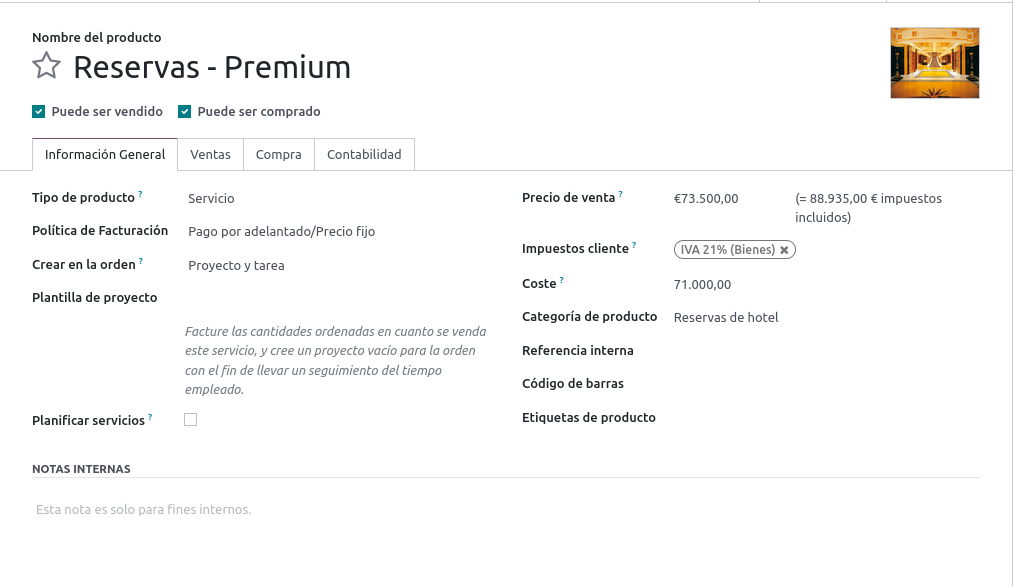 Nombre del producto
Reservas - Premium
Puede ser vendido Puede ser comprado
Información General Ventas Compra Contabilidad
Tipo de producto ? Servicio
Política de Facturación Pago por adelantado/Precio fijo
Crear en la orden ? Proyecto y tarea
Plantilla de proyecto
Facture las cantidades ordenadas en cuanto se venda
este servicio, y cree un proyecto vacío para la orden
con el fin de llevar un seguimiento del tiempo
empleado.
Planificar servicios ?
Precio de venta ? €73.500,00 (= 88.935,00 € impuestos
incluidos)
Impuestos cliente ? IVA 21% (Bienes) ✖
Coste ? 71.000,00
Categoría de producto Reservas de hotel
Referencia interna
Código de barras
Etiquetas de producto
NOTAS INTERNAS
Esta nota es solo para fines internos.